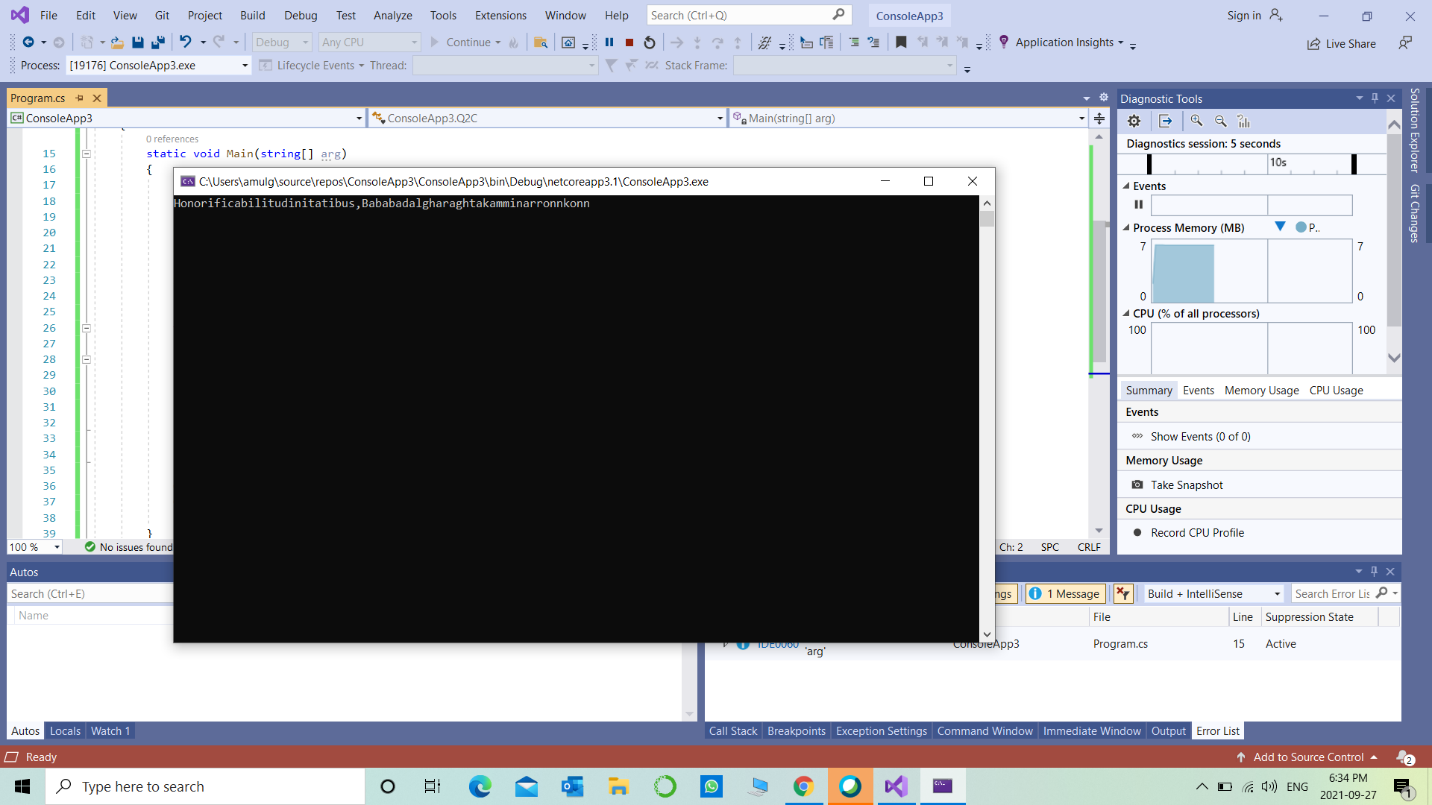 File Edit View Git Project Build Debug Test Analyze Tools Extensions Window Help Search (Ctrl+Q) ConsoleApp3 Sign in
Debug Any CPU Continue Application Insights Live Share
Process: [19176] ConsoleApp3.exe Lifecycle Events Thread: Stack Frame:
Program.cs
C# ConsoleApp3 ConsoleApp3.Q2C Main(string[] arg)
0 references
15 static void Main(string[] arg)
16 {
17
18
19
20
21
22
23
24
25
26
27
28
29
30
31
32
33
34
35
36
37
38
39 }
C:\Users\amulg\source\repos\ConsoleApp3\ConsoleApp3\bin\Debug\netcoreapp3.1\ConsoleApp3.exe
Honorificabilitudinitatibus,Bababadalgharaghtakamminarronnkonn
100 % No issues found Ch: 2 SPC CRLF
Diagnostic Tools
Diagnostics session: 5 seconds
10s
Events
Process Memory (MB) P..
7 7
0 0
CPU (% of all processors)
100 100
Summary Events Memory Usage CPU Usage
Events
Show Events (0 of 0)
Memory Usage
Take Snapshot
CPU Usage
Record CPU Profile
Solution Explorer
Git Changes
Autos
Search (Ctrl+E)
Name
Autos Locals Watch 1
ngs 1 Message Build + IntelliSense Search Error Lis
File Line Suppression State
IDE0060 'arg' ConsoleApp3 Program.cs 15 Active
Call Stack Breakpoints Exception Settings Command Window Immediate Window Output Error List
Ready Add to Source Control 2
Type here to search
ENG 6:34 PM
2021-09-27 1